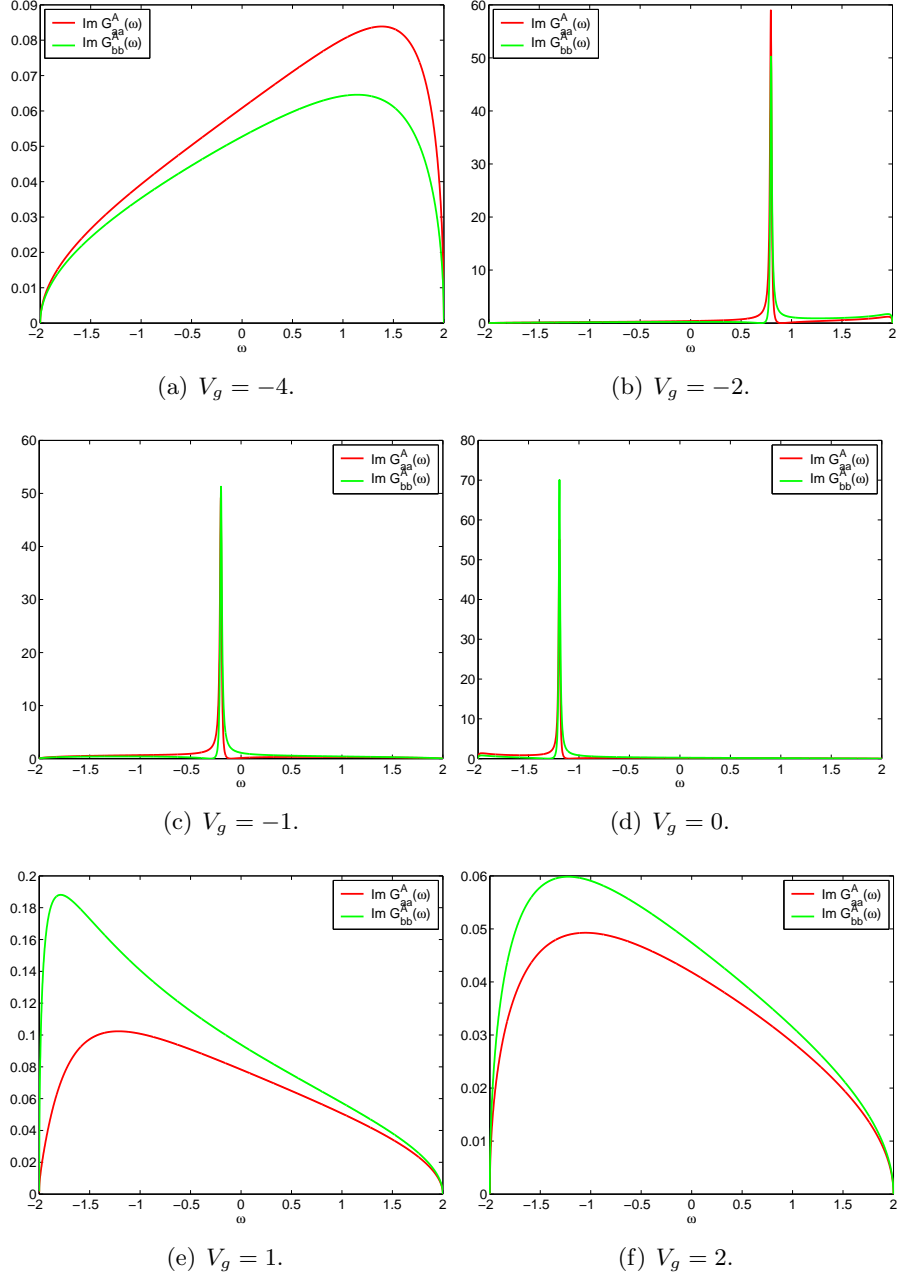 0.09
0.08
0.07
0.06
0.05
0.04
0.03
0.02
0.01
0
−2 −1.5 −1 −0.5 0 0.5 1 1.5 2
ω
Im G^A_aa(ω)
Im G^A_bb(ω)
(a) V_g = −4.
60
50
40
30
20
10
0
−2 −1.5 −1 −0.5 0 0.5 1 1.5 2
ω
Im G^A_aa(ω)
Im G^A_bb(ω)
(b) V_g = −2.
60
50
40
30
20
10
0
−2 −1.5 −1 −0.5 0 0.5 1 1.5 2
ω
Im G^A_aa(ω)
Im G^A_bb(ω)
(c) V_g = −1.
80
70
60
50
40
30
20
10
0
−2 −1.5 −1 −0.5 0 0.5 1 1.5 2
ω
Im G^A_aa(ω)
Im G^A_bb(ω)
(d) V_g = 0.
0.2
0.18
0.16
0.14
0.12
0.1
0.08
0.06
0.04
0.02
0
−2 −1.5 −1 −0.5 0 0.5 1 1.5 2
ω
Im G^A_aa(ω)
Im G^A_bb(ω)
(e) V_g = 1.
0.06
0.05
0.04
0.03
0.02
0.01
0
−2 −1.5 −1 −0.5 0 0.5 1 1.5 2
ω
Im G^A_aa(ω)
Im G^A_bb(ω)
(f) V_g = 2.